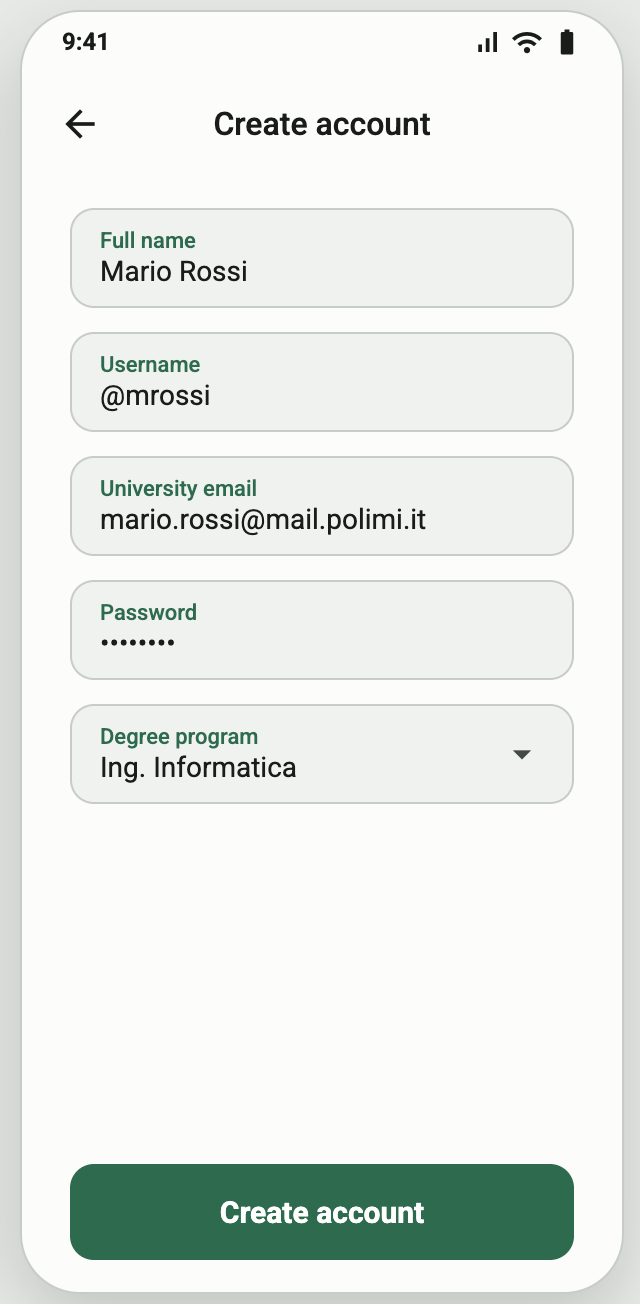 9:41
Create account
Full name
Mario Rossi
Username
@mrossi
University email
mario.rossi@mail.polimi.it
Password
••••••••
Degree program
Ing. Informatica
Create account